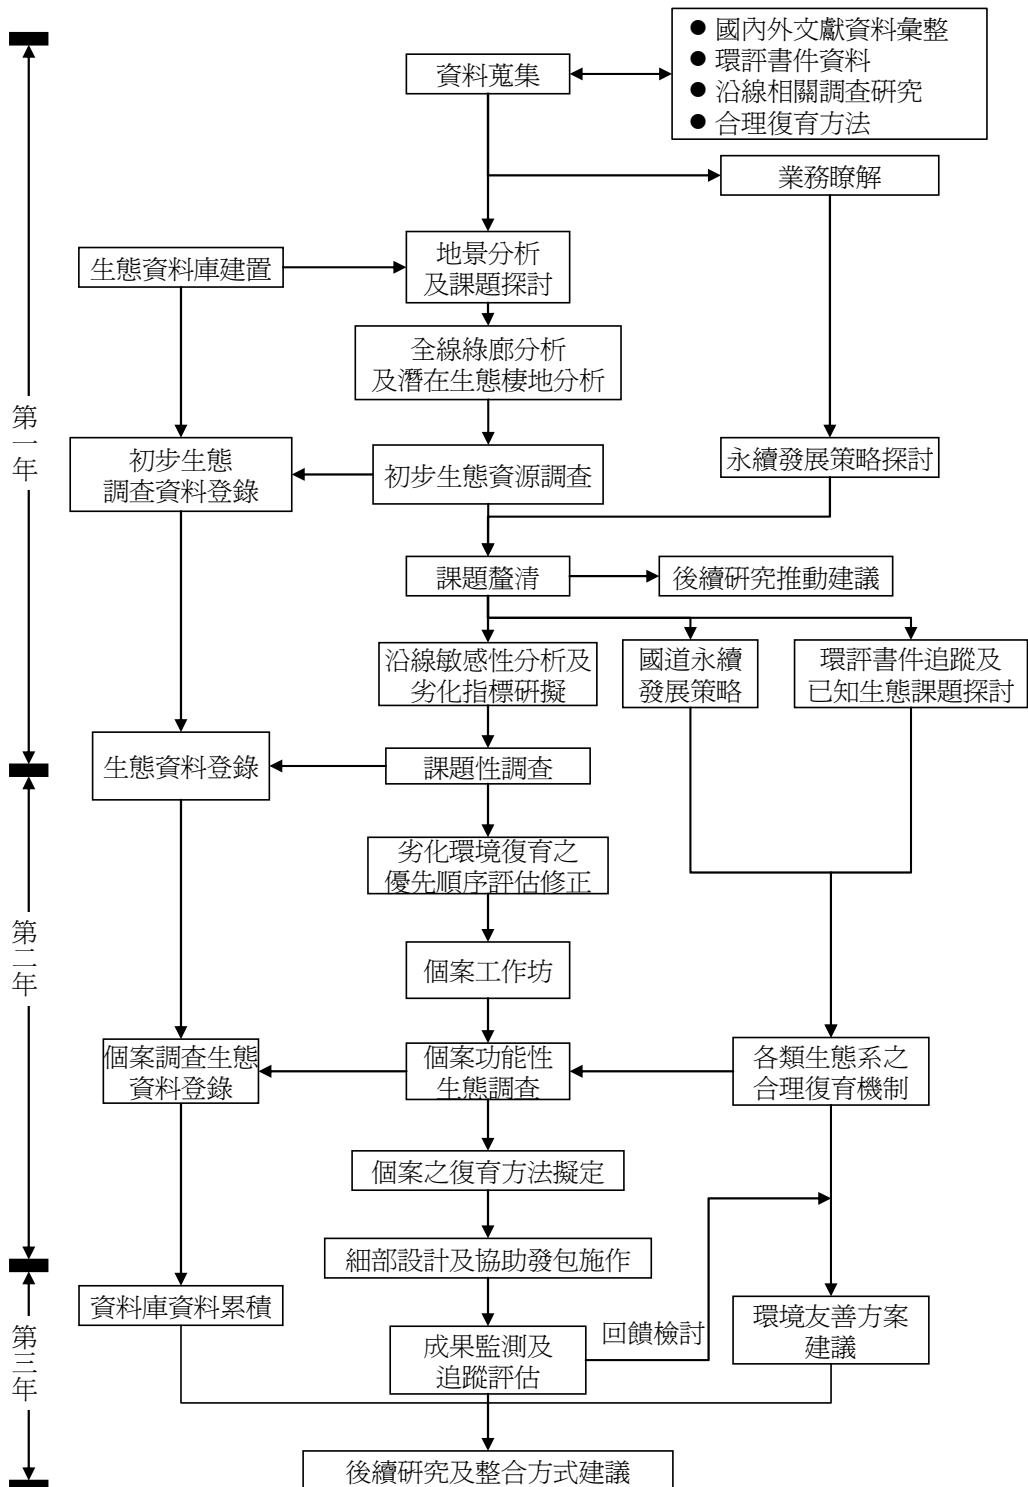 ● 國內外文獻資料彙整
● 環評書件資料
● 沿線相關調查研究
● 合理復育方法
資料蒐集
業務瞭解
地景分析
及課題探討
生態資料庫建置
全線綠廊分析
及潛在生態棲地分析
第一年
初步生態
調查資料登錄
初步生態資源調查
永續發展策略探討
課題釐清
後續研究推動建議
沿線敏感性分析及
劣化指標研擬
國道永續
發展策略
環評書件追蹤及
已知生態課題探討
生態資料登錄
課題性調查
劣化環境復育之
優先順序評估修正
第二年
個案工作坊
個案調查生態
資料登錄
個案功能性
生態調查
各類生態系之
合理復育機制
個案之復育方法擬定
細部設計及協助發包施作
資料庫資料累積
第三年
成果監測及
追蹤評估
回饋檢討
環境友善方案
建議
後續研究及整合方式建議